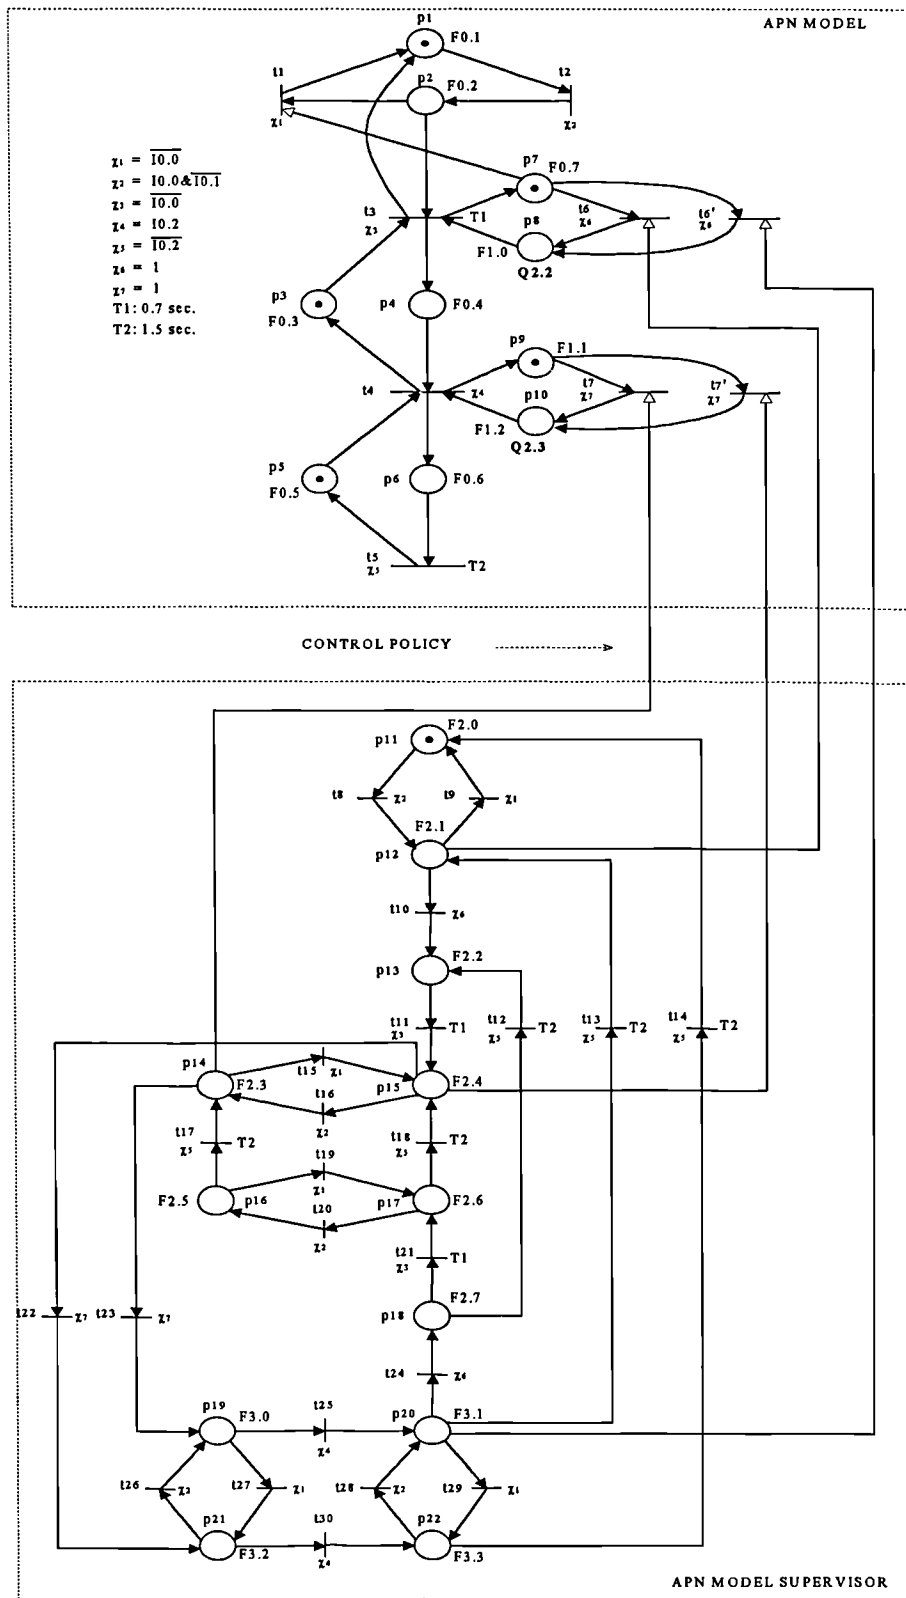 APN MODEL
p1
F0.1
t1
t2
p2
F0.2
χ1
χ2
χ1 = I̅0̅.̅0̅
χ2 = I0.0&I̅0̅.̅1̅
χ3 = I̅0̅.̅0̅
χ4 = I0.2
χ5 = I̅0̅.̅2̅
χ6 = 1
χ7 = 1
T1: 0.7 sec.
T2: 1.5 sec.
p7
F0.7
t3
χ3
T1
t6
χ6
t6'
χ6
p8
F1.0
Q2.2
p3
F0.3
p4
F0.4
p9
F1.1
t4
χ4
t7
χ7
t7'
χ7
p10
F1.2
Q2.3
p5
F0.5
p6
F0.6
t5
χ5
T2
CONTROL POLICY
F2.0
p11
t8
χ2
t9
χ1
F2.1
p12
t10
χ6
F2.2
p13
t11
χ3
T1
t12
χ5
T2
t13
χ5
T2
t14
χ5
T2
p14
F2.3
t15
χ1
p15
F2.4
t16
χ2
t17
χ5
T2
t18
χ5
T2
t19
χ1
F2.5
p16
p17
F2.6
t20
χ2
t21
χ3
T1
F2.7
p18
t22
χ7
t23
χ7
t24
χ6
p19
F3.0
t25
χ4
p20
F3.1
t26
χ2
t27
χ1
t28
χ2
t29
χ1
p21
F3.2
t30
χ4
p22
F3.3
APN MODEL SUPERVISOR